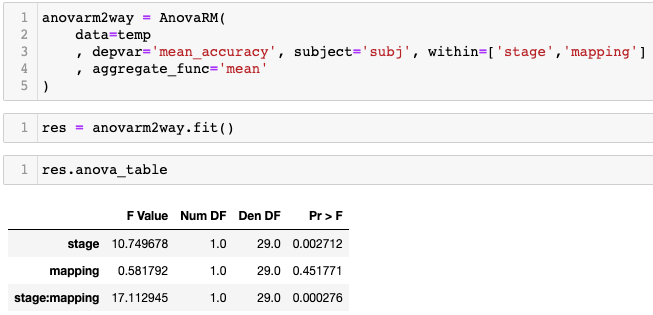 1 anovarm2way = AnovaRM(
2 data=temp
3 , depvar='mean_accuracy', subject='subj', within=['stage','mapping']
4 , aggregate_func='mean'
5 )
1 res = anovarm2way.fit()
1 res.anova_table
F Value Num DF Den DF Pr > F
stage 10.749678 1.0 29.0 0.002712
mapping 0.581792 1.0 29.0 0.451771
stage:mapping 17.112945 1.0 29.0 0.000276